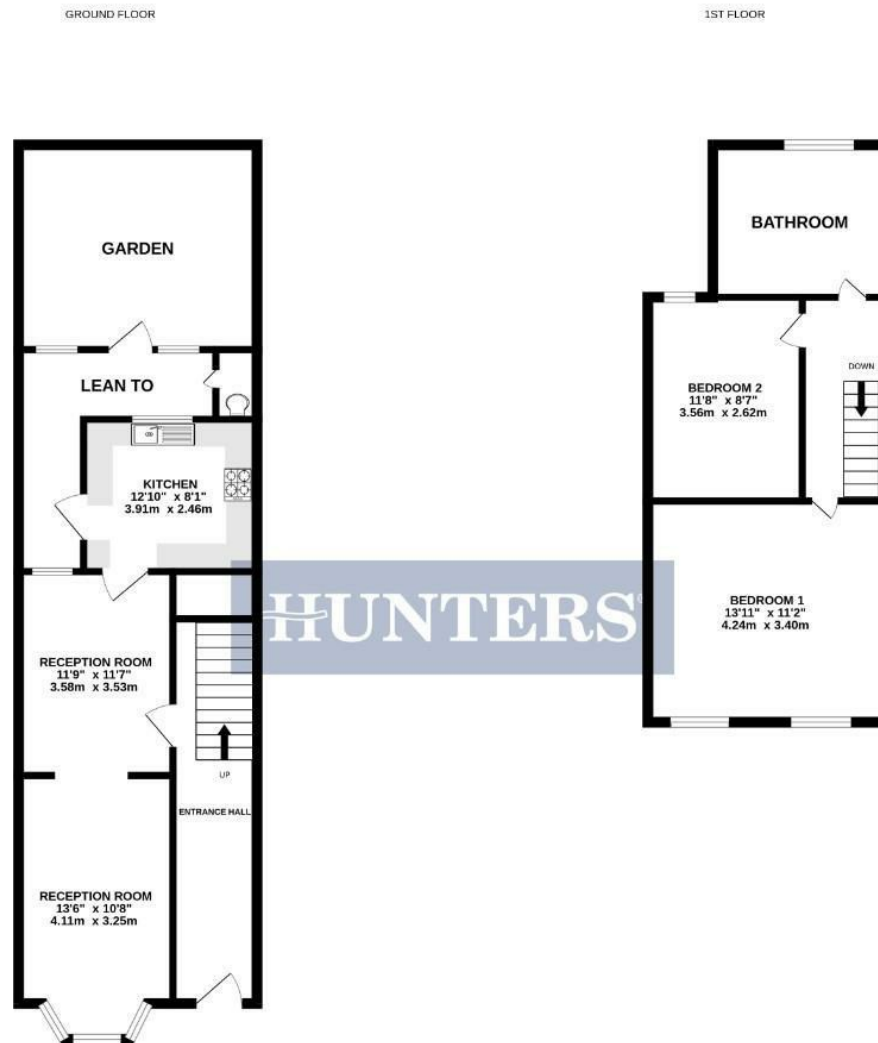 GROUND FLOOR
1ST FLOOR
GARDEN
LEAN TO
KITCHEN
12'10" x 8'1"
3.91m x 2.46m
RECEPTION ROOM
11'9" x 11'7"
3.58m x 3.53m
UP
ENTRANCE HALL
RECEPTION ROOM
13'6" x 10'8"
4.11m x 3.25m
HUNTERS®
BATHROOM
BEDROOM 2
11'8" x 8'7"
3.56m x 2.62m
DOWN
BEDROOM 1
13'11" x 11'2"
4.24m x 3.40m